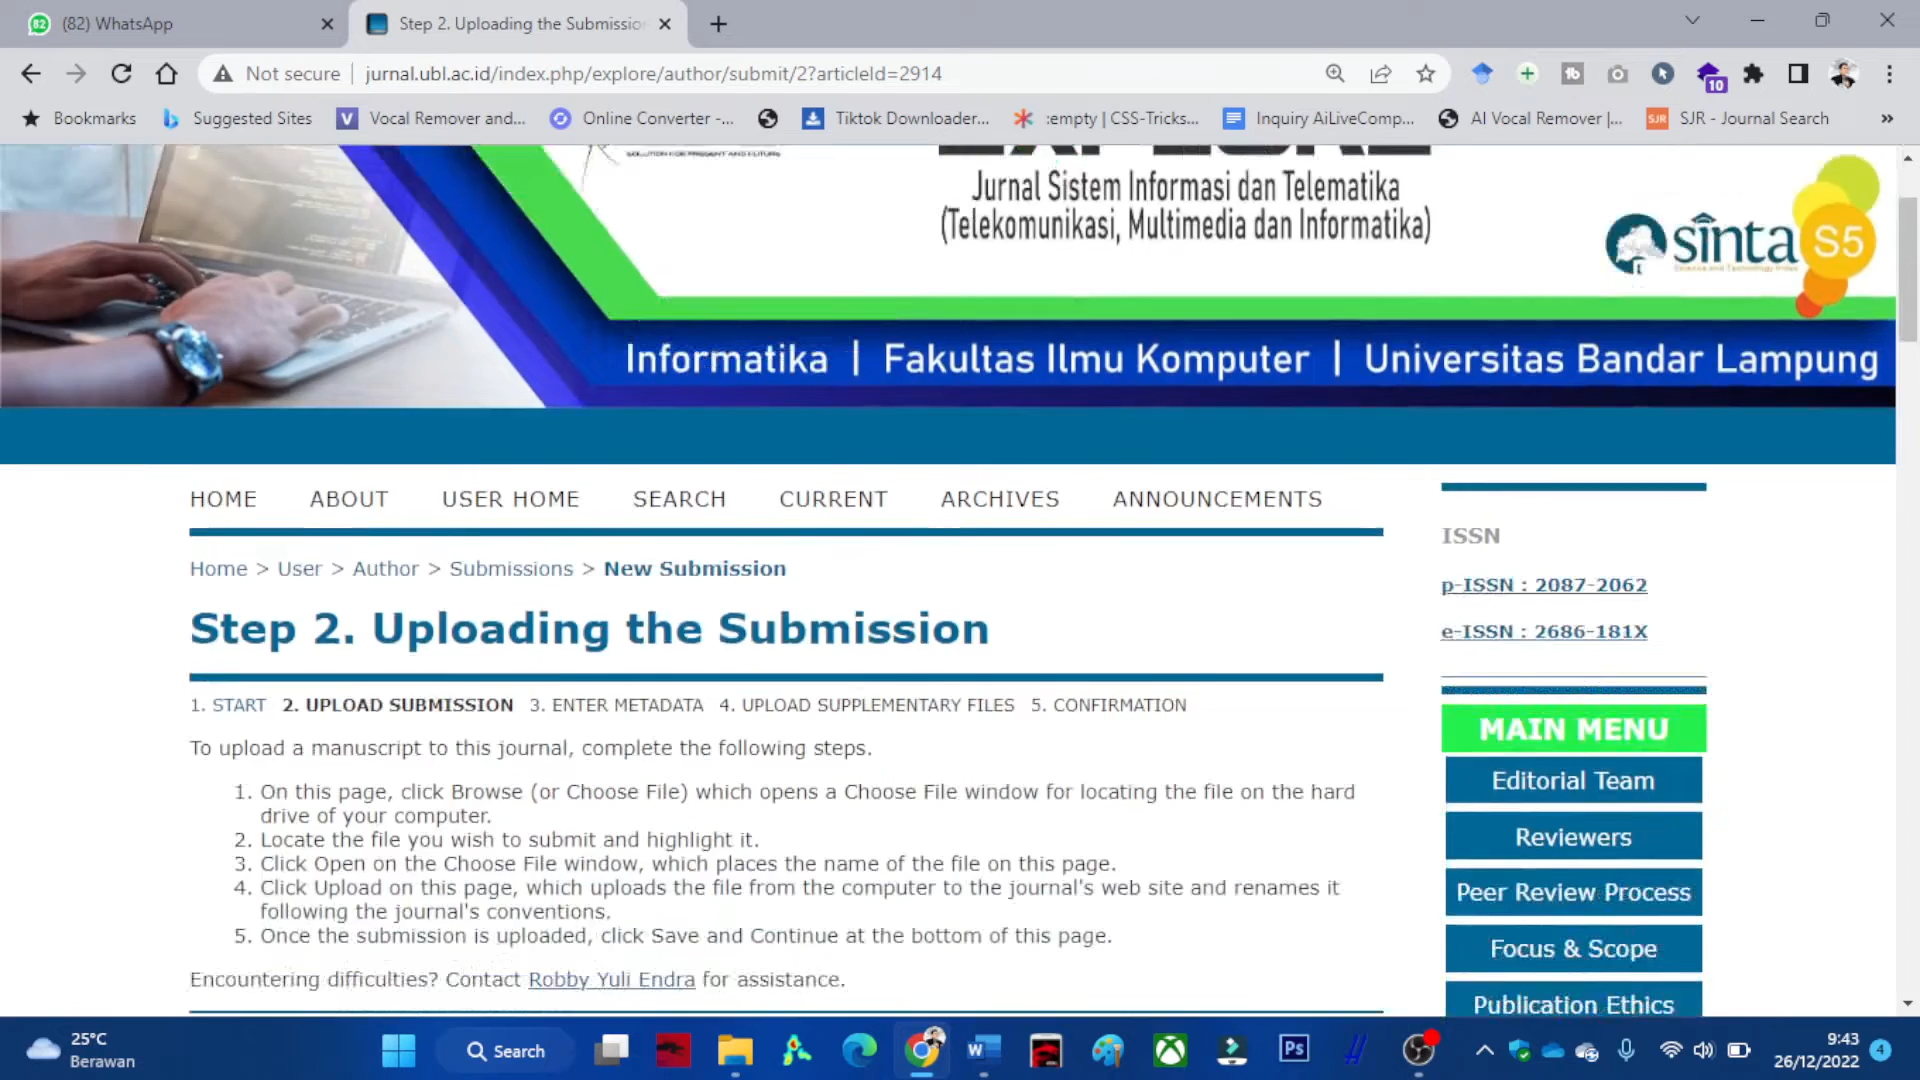 (82) WhatsApp
Step 2. Uploading the Submissio
Not secure
jurnal.ubl.ac.id/index.php/explore/author/submit/2?articleId=2914
10
Bookmarks
Suggested Sites
Vocal Remover and...
Online Converter -...
Tiktok Downloader...
:empty | CSS-Tricks...
Inquiry AiLiveComp...
AI Vocal Remover |...
SJR
SJR - Journal Search
»
Jurnal Sistem Informasi dan Telematika
(Telekomunikasi, Multimedia dan Informatika)
sinta
S5
Informatika | Fakultas Ilmu Komputer | Universitas Bandar Lampung
HOME ABOUT USER HOME SEARCH CURRENT ARCHIVES ANNOUNCEMENTS
Home > User > Author > Submissions > New Submission
Step 2. Uploading the Submission
1. START 2. UPLOAD SUBMISSION 3. ENTER METADATA 4. UPLOAD SUPPLEMENTARY FILES 5. CONFIRMATION
To upload a manuscript to this journal, complete the following steps.
1. On this page, click Browse (or Choose File) which opens a Choose File window for locating the file on the hard
drive of your computer.
2. Locate the file you wish to submit and highlight it.
3. Click Open on the Choose File window, which places the name of the file on this page.
4. Click Upload on this page, which uploads the file from the computer to the journal's web site and renames it
following the journal's conventions.
5. Once the submission is uploaded, click Save and Continue at the bottom of this page.
Encountering difficulties? Contact Robby Yuli Endra for assistance.
ISSN
p-ISSN : 2087-2062
e-ISSN : 2686-181X
MAIN MENU
Editorial Team
Reviewers
Peer Review Process
Focus & Scope
Publication Ethics
25°C
Berawan
Search
Ps
9:43
26/12/2022
4